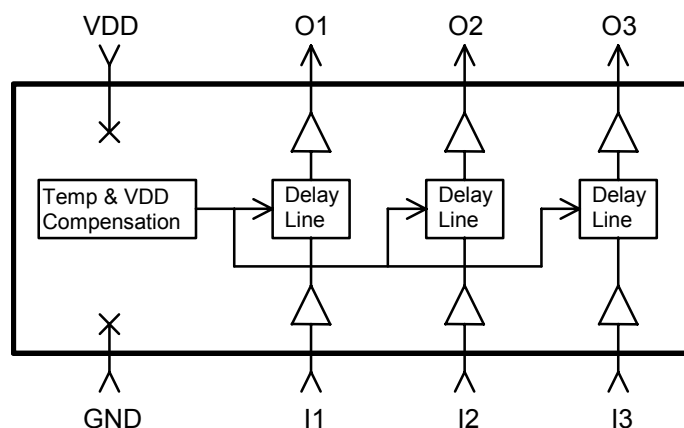 VDD O1 O2 O3
Temp & VDD
Compensation
Delay
Line
Delay
Line
Delay
Line
GND I1 I2 I3